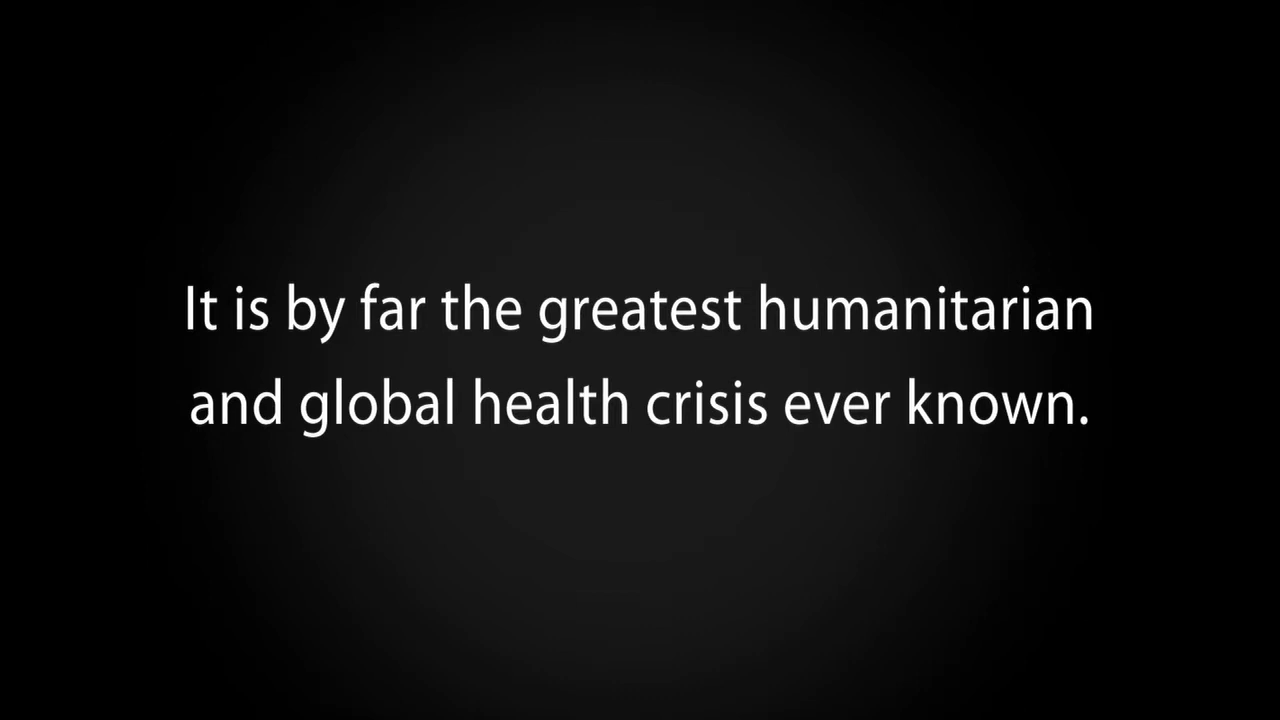 It is by far the greatest humanitarian
and global health crisis ever known.